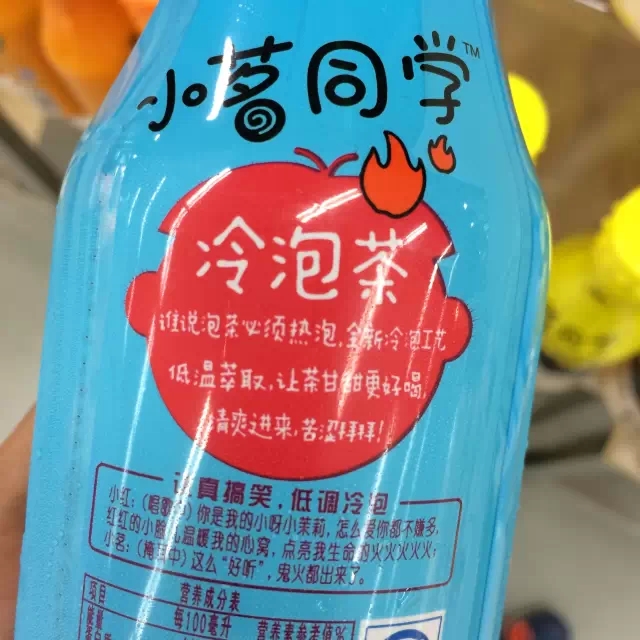 小茗同学™
冷泡茶
谁说泡茶必须热泡,全新冷泡工艺
低温萃取,让茶甘甜更好喝,
清爽进来,苦涩拜拜!
认真搞笑,低调冷泡
小红:(唱歌中)你是我的小呀小茉莉,怎么爱你都不嫌多,
红红的小脸儿温暖我的心窝,点亮我生命的火火火火火;
小茗:(掩耳中)这么"好听",鬼火都出来了。
营养成分表
项目 每100毫升 营养素参考值%
能量